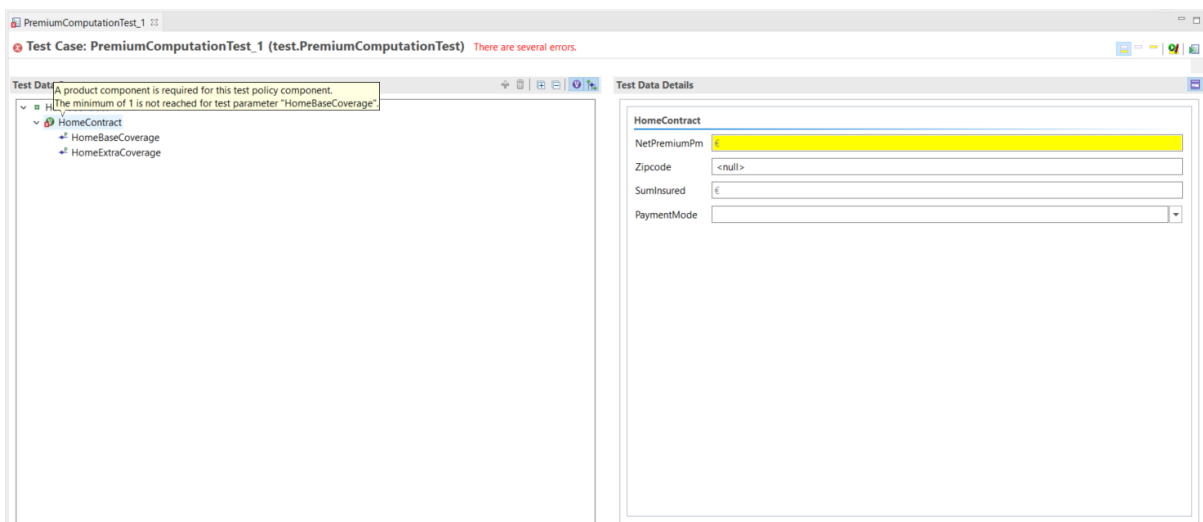 PremiumComputationTest_1
Test Case: PremiumComputationTest_1 (test.PremiumComputationTest) There are several errors.
Test Data
A product component is required for this test policy component.
The minimum of 1 is not reached for test parameter "HomeBaseCoverage".
HomeContract
HomeBaseCoverage
HomeExtraCoverage
Test Data Details
HomeContract
NetPremiumPm €
Zipcode <null>
SumInsured €
PaymentMode